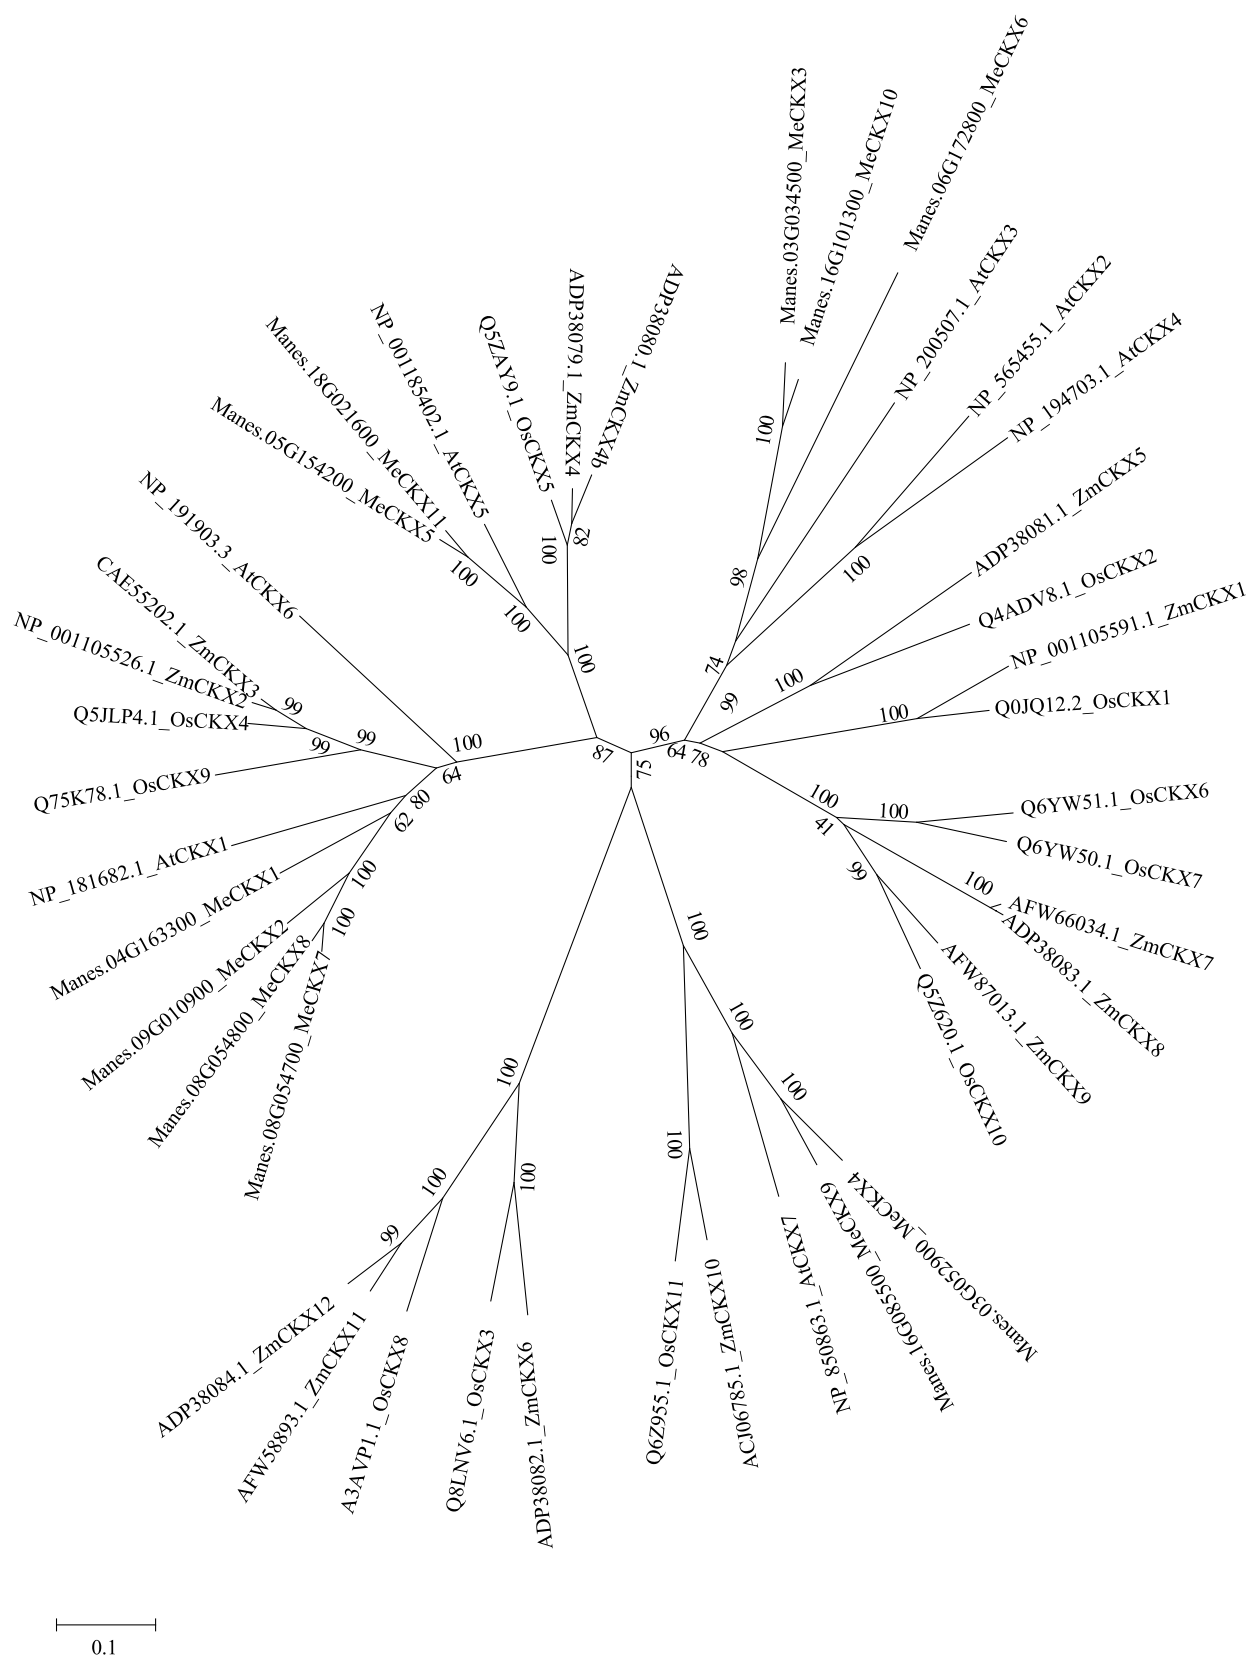 Manes.03G034500_MeCKX3
Manes.16G101300_MeCKX10
Manes.06G172800_MeCKX6
NP_200507.1_AtCKX3
NP_565455.1_AtCKX2
NP_194703.1_AtCKX4
ADP38081.1_ZmCKX5
Q4ADV8.1_OsCKX2
NP_001105591.1_ZmCKX1
Q0JQ12.2_OsCKX1
Q6YW51.1_OsCKX6
Q6YW50.1_OsCKX7
AFW66034.1_ZmCKX7
ADP38083.1_ZmCKX8
AFW87013.1_ZmCKX9
Q5Z620.1_OsCKX10
Manes.03G052900_MeCKX4
Manes.16G085500_MeCKX9
NP_850863.1_AtCKX7
ACJ06785.1_ZmCKX10
Q6Z955.1_OsCKX11
ADP38082.1_ZmCKX6
Q8LNV6.1_OsCKX3
A3AVP1.1_OsCKX8
AFW58893.1_ZmCKX11
ADP38084.1_ZmCKX12
Manes.08G054700_MeCKX7
Manes.08G054800_MeCKX8
Manes.09G010900_MeCKX2
Manes.04G163300_MeCKX1
NP_181682.1_AtCKX1
Q75K78.1_OsCKX9
Q5JLP4.1_OsCKX4
NP_001105526.1_ZmCKX2
CAE55202.1_ZmCKX3
NP_191903.3_AtCKX6
Manes.05G154200_MeCKX5
Manes.18G021600_MeCKX11
NP_001185402.1_AtCKX5
Q5ZAY9.1_OsCKX5
ADP38079.1_ZmCKX4
ADP38080.1_ZmCKX4b
100
98
74
100
99
100
100
96
64
78
100
100
41
99
100
75
87
100
100
100
100
100
100
100
99
100
100
64
80
62
100
100
99
99
99
100
100
100
100
82
0.1